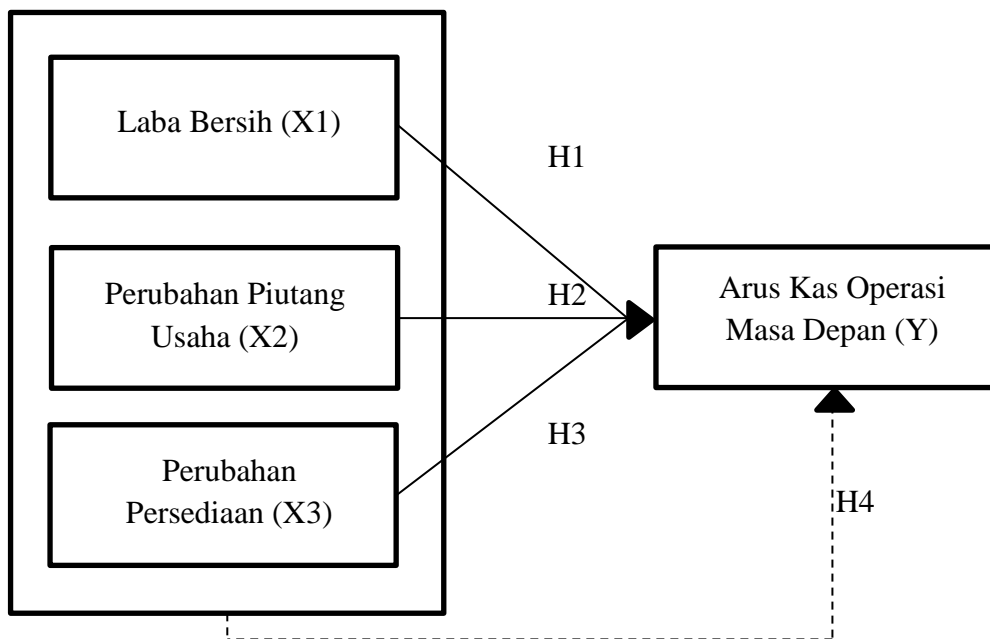 Laba Bersih (X1)
H1
Perubahan Piutang
Usaha (X2)
H2
Arus Kas Operasi
Masa Depan (Y)
Perubahan
Persediaan (X3)
H3
H4